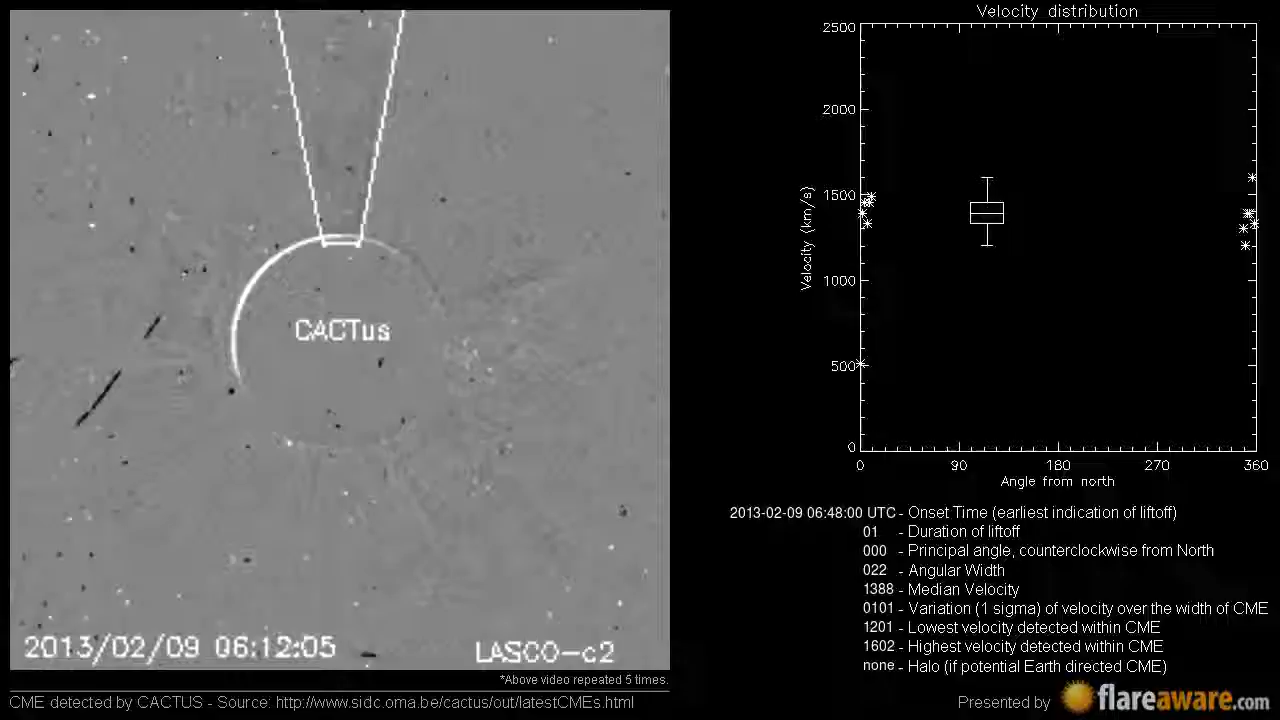 CACTus
2013/02/09 06:12:05
LASCO-c2
*Above video repeated 5 times.
CME detected by CACTUS - Source: http://www.sidc.oma.be/cactus/out/latestCMEs.html
Velocity distribution
2500
2000
1500
1000
500
0
Velocity (km/s)
0 90 180 270 360
Angle from north
2013-02-09 06:48:00 UTC - Onset Time (earliest indication of liftoff)
01 - Duration of liftoff
000 - Principal angle, counterclockwise from North
022 - Angular Width
1388 - Median Velocity
0101 - Variation (1 sigma) of velocity over the width of CME
1201 - Lowest velocity detected within CME
1602 - Highest velocity detected within CME
none - Halo (if potential Earth directed CME)
Presented by flareaware.com